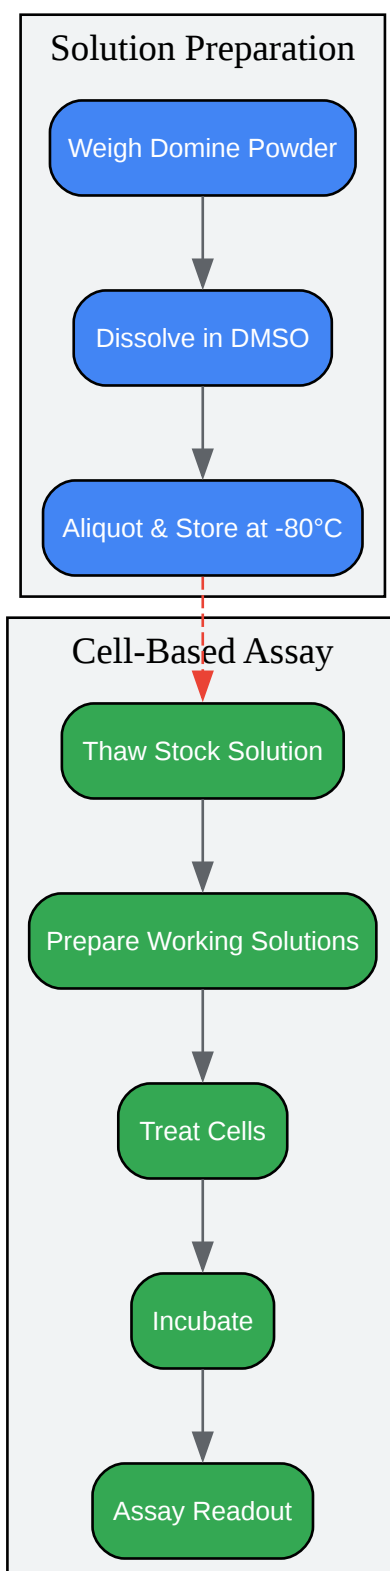 Solution Preparation
Weigh Domine Powder
Dissolve in DMSO
Aliquot & Store at -80°C
Cell-Based Assay
Thaw Stock Solution
Prepare Working Solutions
Treat Cells
Incubate
Assay Readout